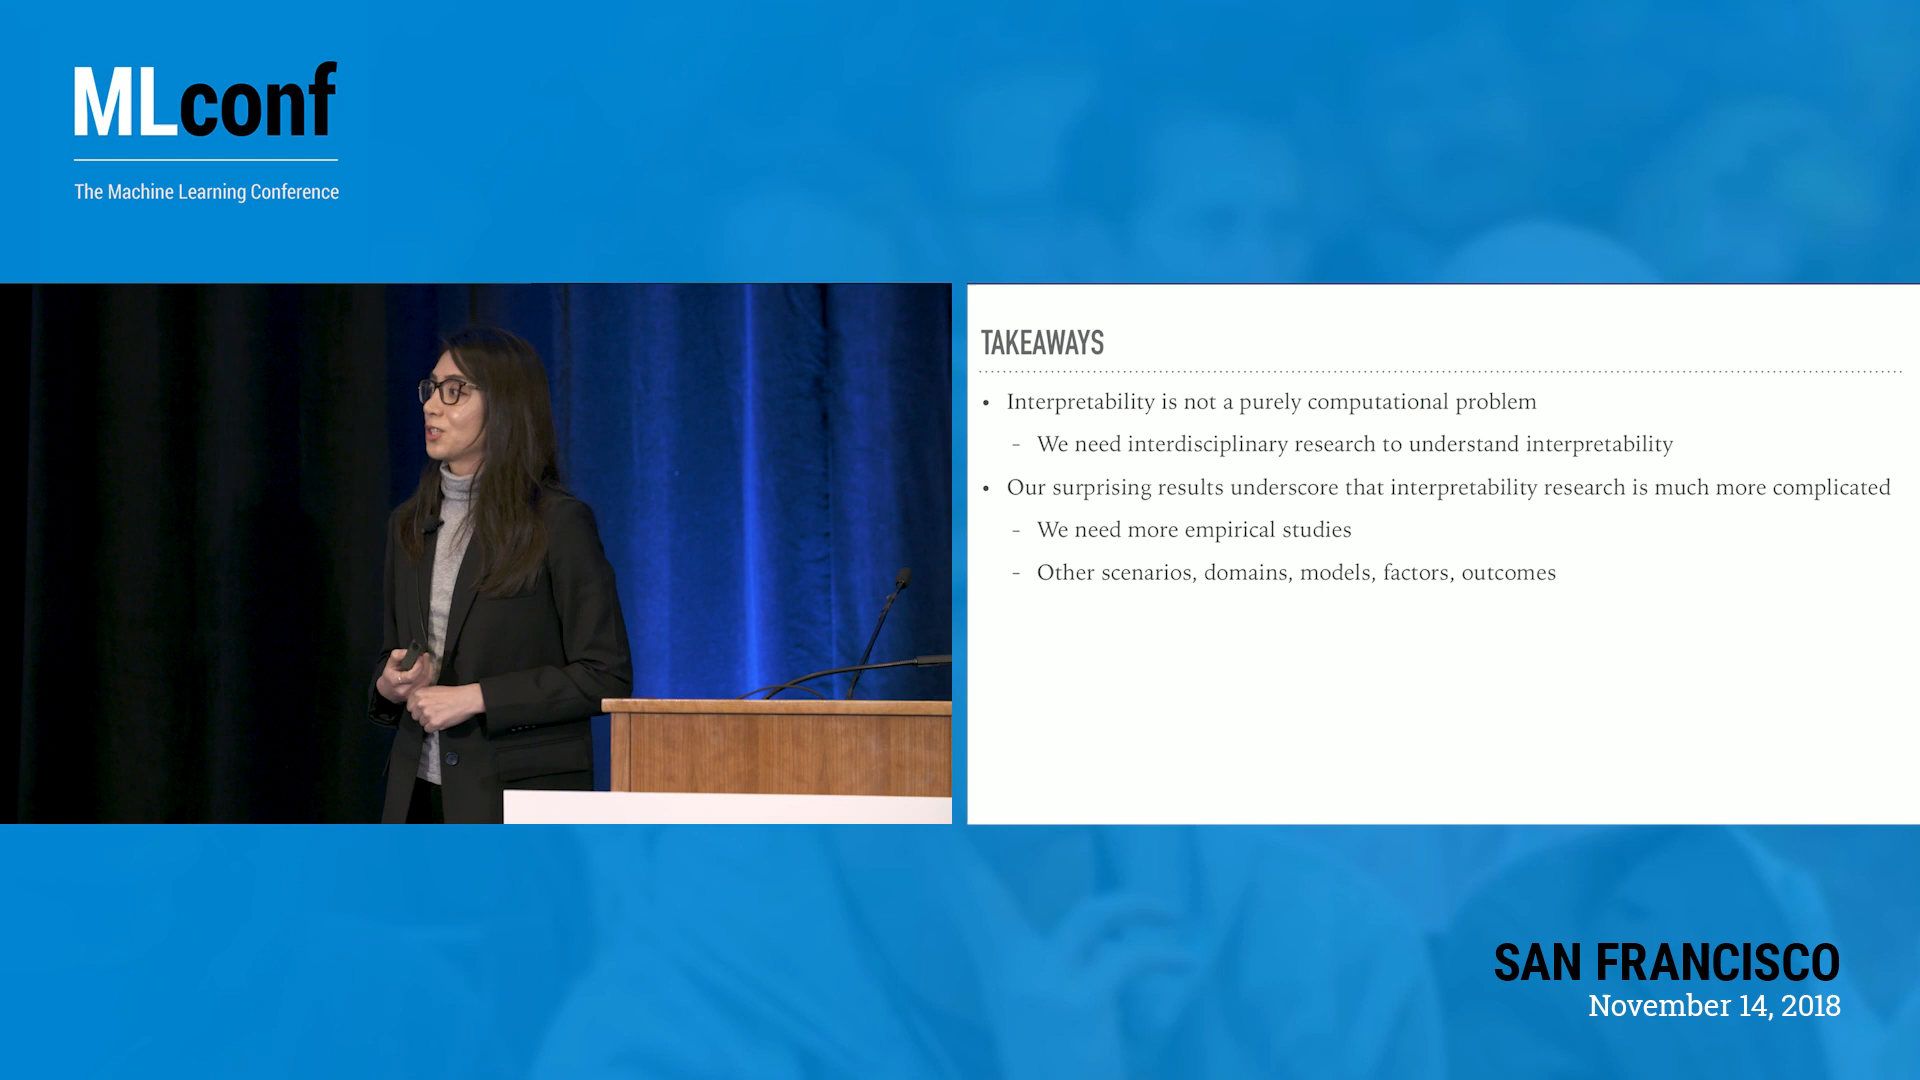 MLconf
The Machine Learning Conference
TAKEAWAYS
• Interpretability is not a purely computational problem
- We need interdisciplinary research to understand interpretability
• Our surprising results underscore that interpretability research is much more complicated
- We need more empirical studies
- Other scenarios, domains, models, factors, outcomes
SAN FRANCISCO
November 14, 2018